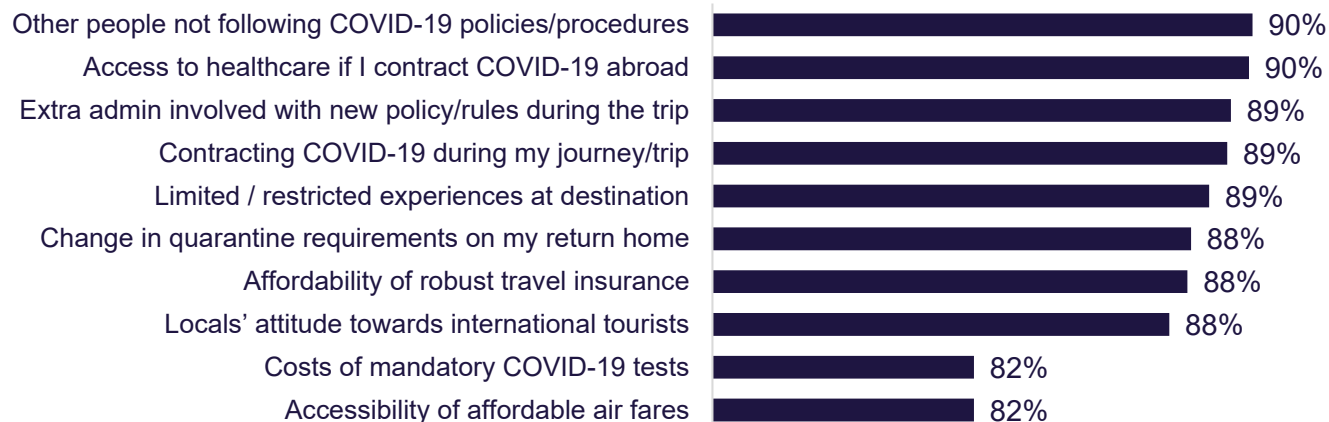 Other people not following COVID-19 policies/procedures 90%
Access to healthcare if I contract COVID-19 abroad 90%
Extra admin involved with new policy/rules during the trip 89%
Contracting COVID-19 during my journey/trip 89%
Limited / restricted experiences at destination 89%
Change in quarantine requirements on my return home 88%
Affordability of robust travel insurance 88%
Locals’ attitude towards international tourists 88%
Costs of mandatory COVID-19 tests 82%
Accessibility of affordable air fares 82%